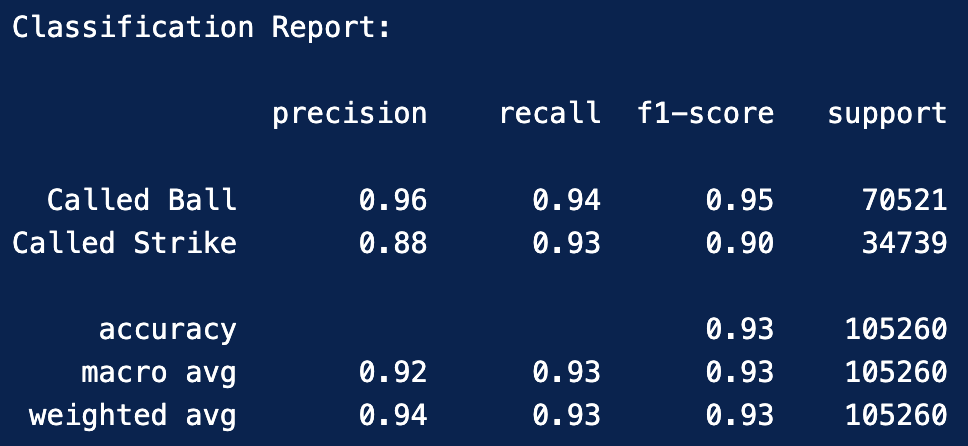 Classification Report:
precision recall f1-score support
Called Ball 0.96 0.94 0.95 70521
Called Strike 0.88 0.93 0.90 34739
accuracy 0.93 105260
macro avg 0.92 0.93 0.93 105260
weighted avg 0.94 0.93 0.93 105260